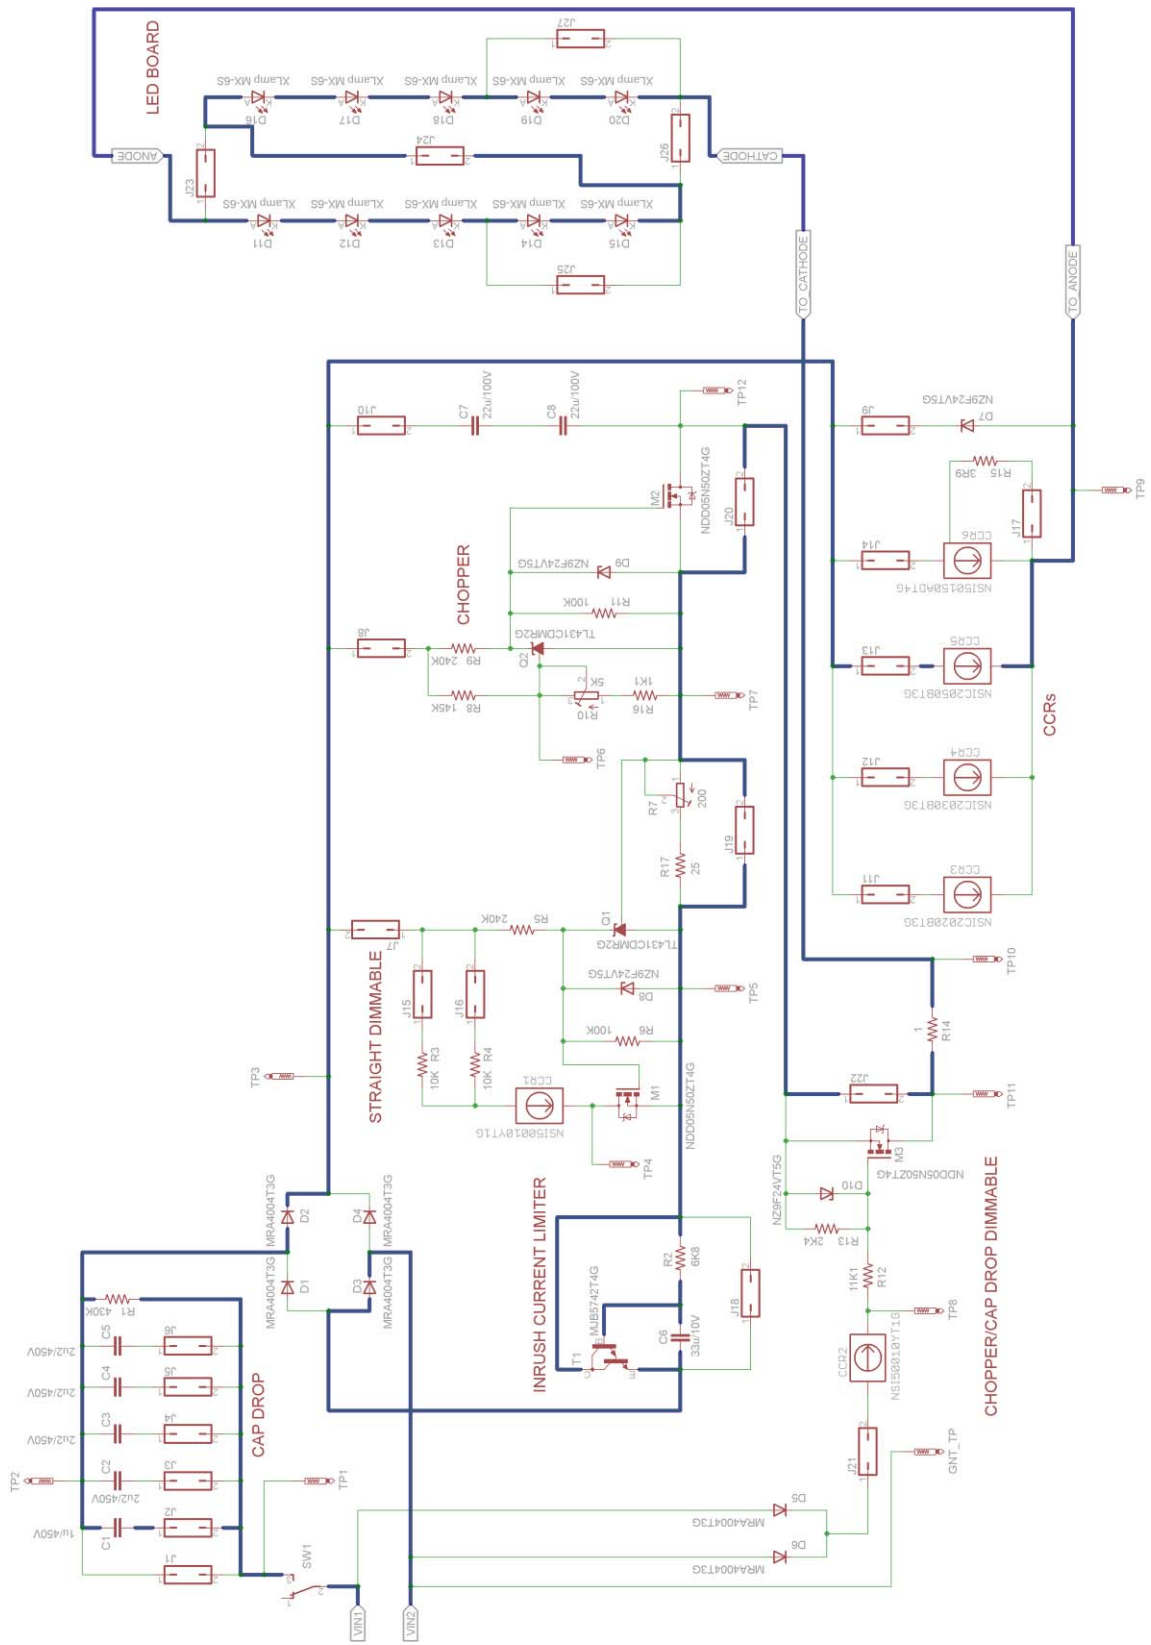 LED BOARD
ANODE
J23
1
2
D16
XLamp MX-6S
D17
XLamp MX-6S
D18
XLamp MX-6S
D19
XLamp MX-6S
D20
XLamp MX-6S
J27
J24
J26
CATHODE
D11
XLamp MX-6S
D12
XLamp MX-6S
D13
XLamp MX-6S
D14
XLamp MX-6S
D15
XLamp MX-6S
J25
TO_CATHODE
TO_ANODE
J10
C7
22u/100V
C8
22u/100V
TP12
M2
NDD05N50ZT4G
J20
CHOPPER
NZ9F24VT5G
D9
100K
R11
J8
240K
R9
145K
R8
Q2
TL431CDMR2G
5K
R10
1K1
R16
TP7
TP6
R7
200
R17
25
J19
J9
NZ9F24VT5G
D7
3R9
R15
J17
TP9
J14
CCR6
NSI50150ADT4G
J13
CCR5
NSIC2050BT3G
CCRs
J12
CCR4
NSIC2030BT3G
J11
CCR3
NSIC2020BT3G
TP10
STRAIGHT DIMMABLE
J7
J15
J16
240K
R5
Q1
TL431CDMR2G
NZ9F24VT5G
D8
TP5
100K
R6
10K
R3
10K
R4
CCR1
NSI50010YT1G
M1
NDD05N50ZT4G
TP4
TP3
1
R14
J22
TP11
M3
NDD05N50ZT4G
NZ9F24VT5G
D10
2K4
R13
11K1
R12
TP8
CCR2
NSI50010YT1G
J21
GNT_TP
CHOPPER/CAP DROP DIMMABLE
INRUSH CURRENT LIMITER
MJB5742T4G
T1
R2
6K8
C6
33u/10V
J18
MRA4004T3G
D2
MRA4004T3G
D4
MRA4004T3G
D1
MRA4004T3G
D3
R1
430K
C5
2u2/450V
J6
C4
2u2/450V
J5
C3
2u2/450V
J4
C2
2u2/450V
J3
C1
1u/450V
J2
J1
CAP DROP
TP2
TP1
SW1
VIN1
VIN2
D5
MRA4004T3G
D6
MRA4004T3G